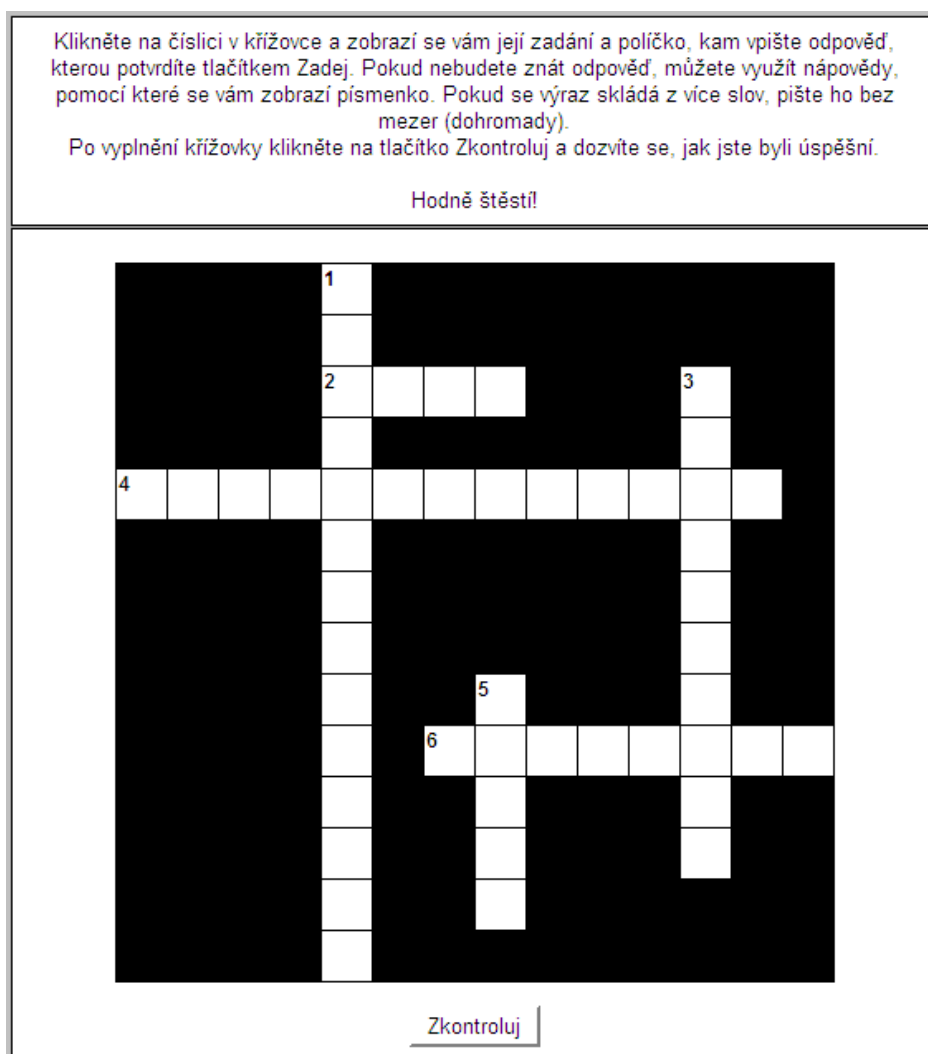 Klikněte na číslici v křížovce a zobrazí se vám její zadání a políčko, kam vpište odpověď,
kterou potvrdíte tlačítkem Zadej. Pokud nebudete znát odpověď, můžete využít nápovědy,
pomocí které se vám zobrazí písmenko. Pokud se výraz skládá z více slov, pište ho bez
mezer (dohromady).
Po vyplnění křížovky klikněte na tlačítko Zkontroluj a dozvíte se, jak jste byli úspěšní.
Hodně štěstí!
1
2 3
4
5
6
Zkontroluj